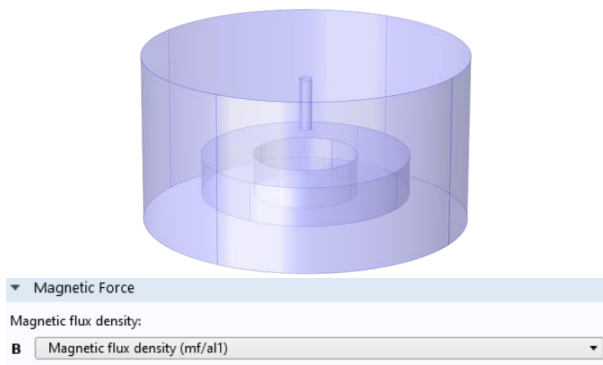 Magnetic Force
Magnetic flux density:
B Magnetic flux density (mf/al1)